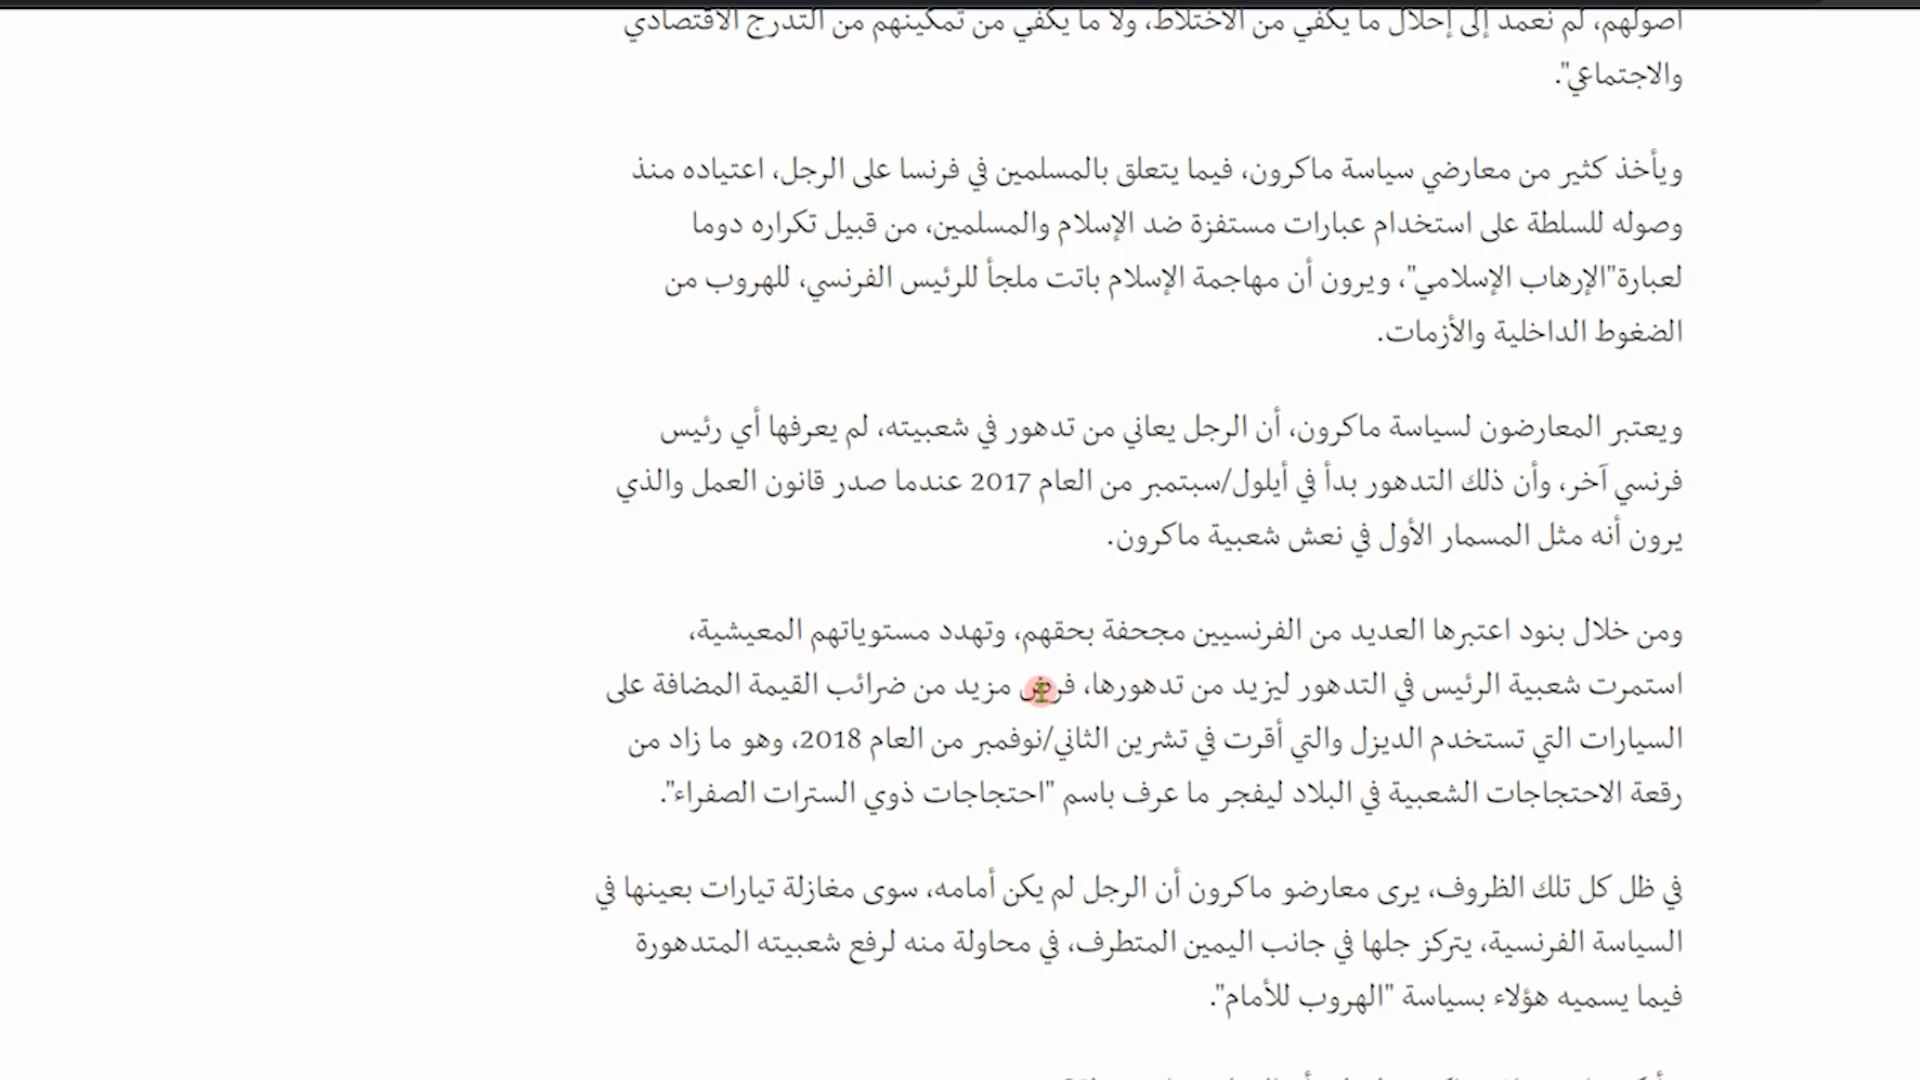 أصولهم، لم نعمد إلى إحلال ما يكفي من الاختلاط، ولا ما يكفي من تمكينهم من التدرج الاقتصادي
والاجتماعي".
ويأخذ كثير من معارضي سياسة ماكرون، فيما يتعلق بالمسلمين في فرنسا على الرجل، اعتياده منذ
وصوله للسلطة على استخدام عبارات مستفزة ضد الإسلام والمسلمين، من قبيل تكراره دوما
لعبارة"الإرهاب الإسلامي"، ويرون أن مهاجمة الإسلام باتت ملجأ للرئيس الفرنسي، للهروب من
الضغوط الداخلية والأزمات.
ويعتبر المعارضون لسياسة ماكرون، أن الرجل يعاني من تدهور في شعبيته، لم يعرفها أي رئيس
فرنسي آخر، وأن ذلك التدهور بدأ في أيلول/سبتمبر من العام 2017 عندما صدر قانون العمل والذي
يرون أنه مثل المسمار الأول في نعش شعبية ماكرون.
ومن خلال بنود اعتبرها العديد من الفرنسيين مجحفة بحقهم، وتهدد مستوياتهم المعيشية،
استمرت شعبية الرئيس في التدهور ليزيد من تدهورها، فرض مزيد من ضرائب القيمة المضافة على
السيارات التي تستخدم الديزل والتي أقرت في تشرين الثاني/نوفمبر من العام 2018، وهو ما زاد من
رقعة الاحتجاجات الشعبية في البلاد ليفجر ما عرف باسم "احتجاجات ذوي السترات الصفراء".
في ظل كل تلك الظروف، يرى معارضو ماكرون أن الرجل لم يكن أمامه، سوى مغازلة تيارات بعينها في
السياسة الفرنسية، يتركز جلها في جانب اليمين المتطرف، في محاولة منه لرفع شعبيته المتدهورة
فيما يسميه هؤلاء بسياسة "الهروب للأمام".